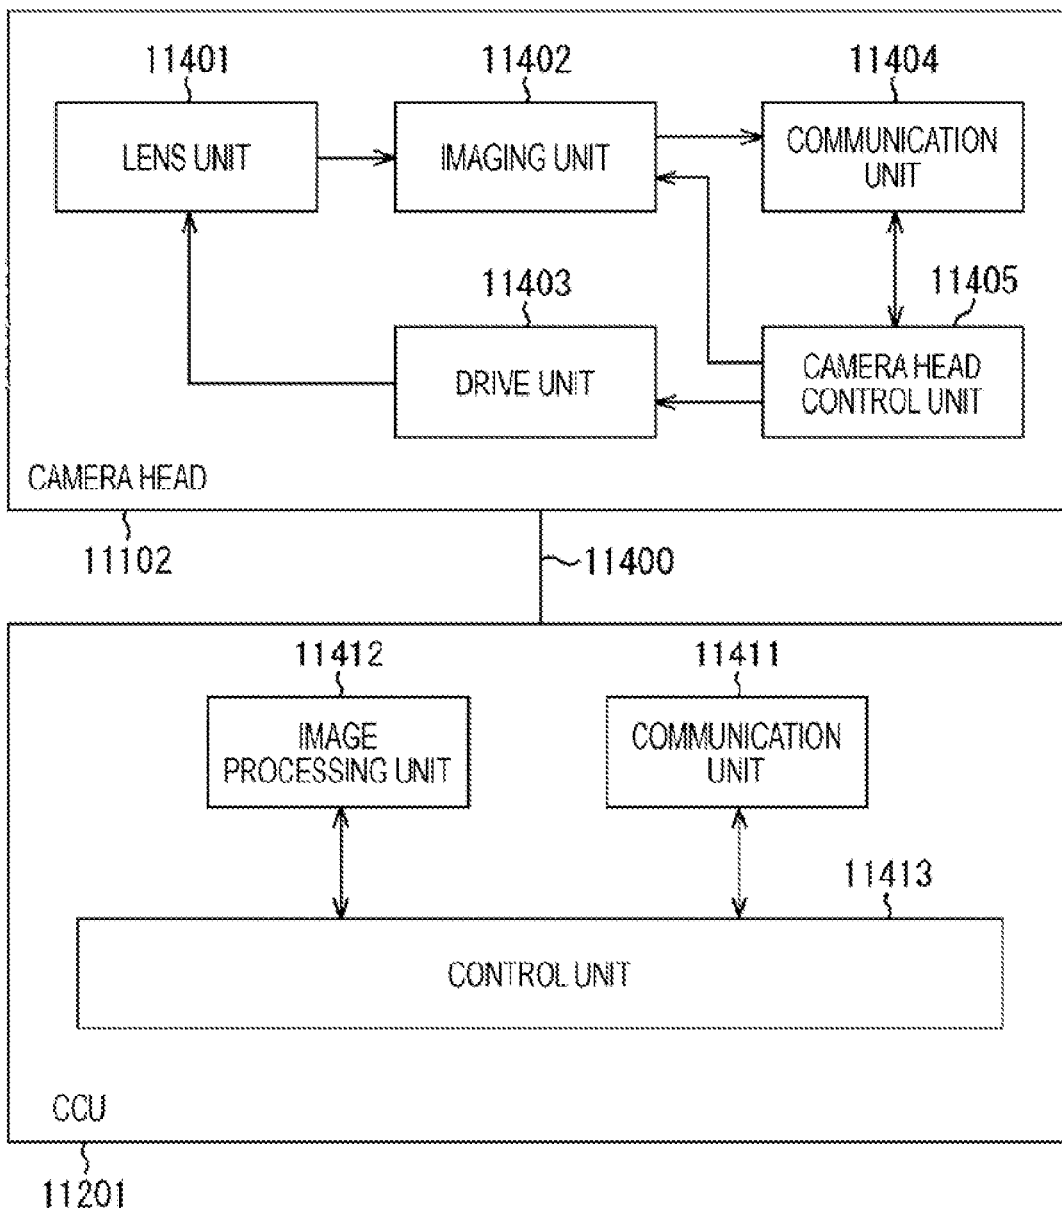 11401
11402
11404
LENS UNIT
IMAGING UNIT
COMMUNICATION
UNIT
11403
11405
DRIVE UNIT
CAMERA HEAD
CONTROL UNIT
CAMERA HEAD
11102
11400
11412
11411
IMAGE
PROCESSING UNIT
COMMUNICATION
UNIT
11413
CONTROL UNIT
CCU
11201